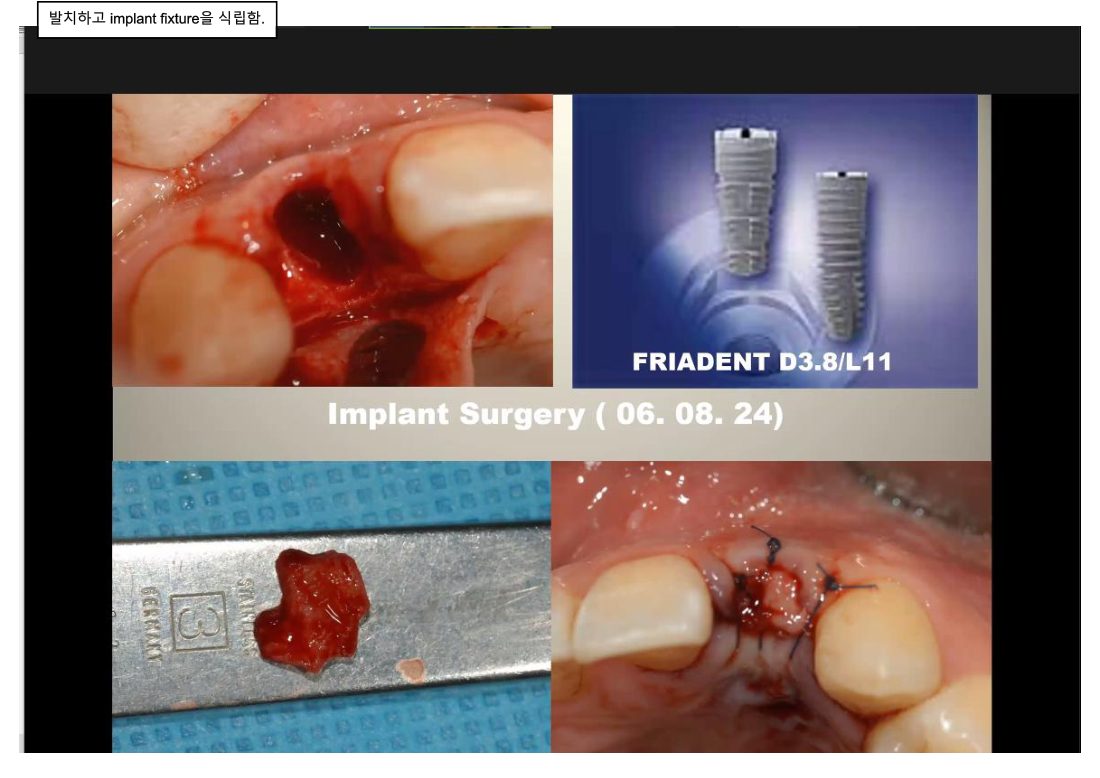 발치하고 implant fixture을 식립함.
FRIADENT D3.8/L11
Implant Surgery ( 06. 08. 24)
3
GERMANY